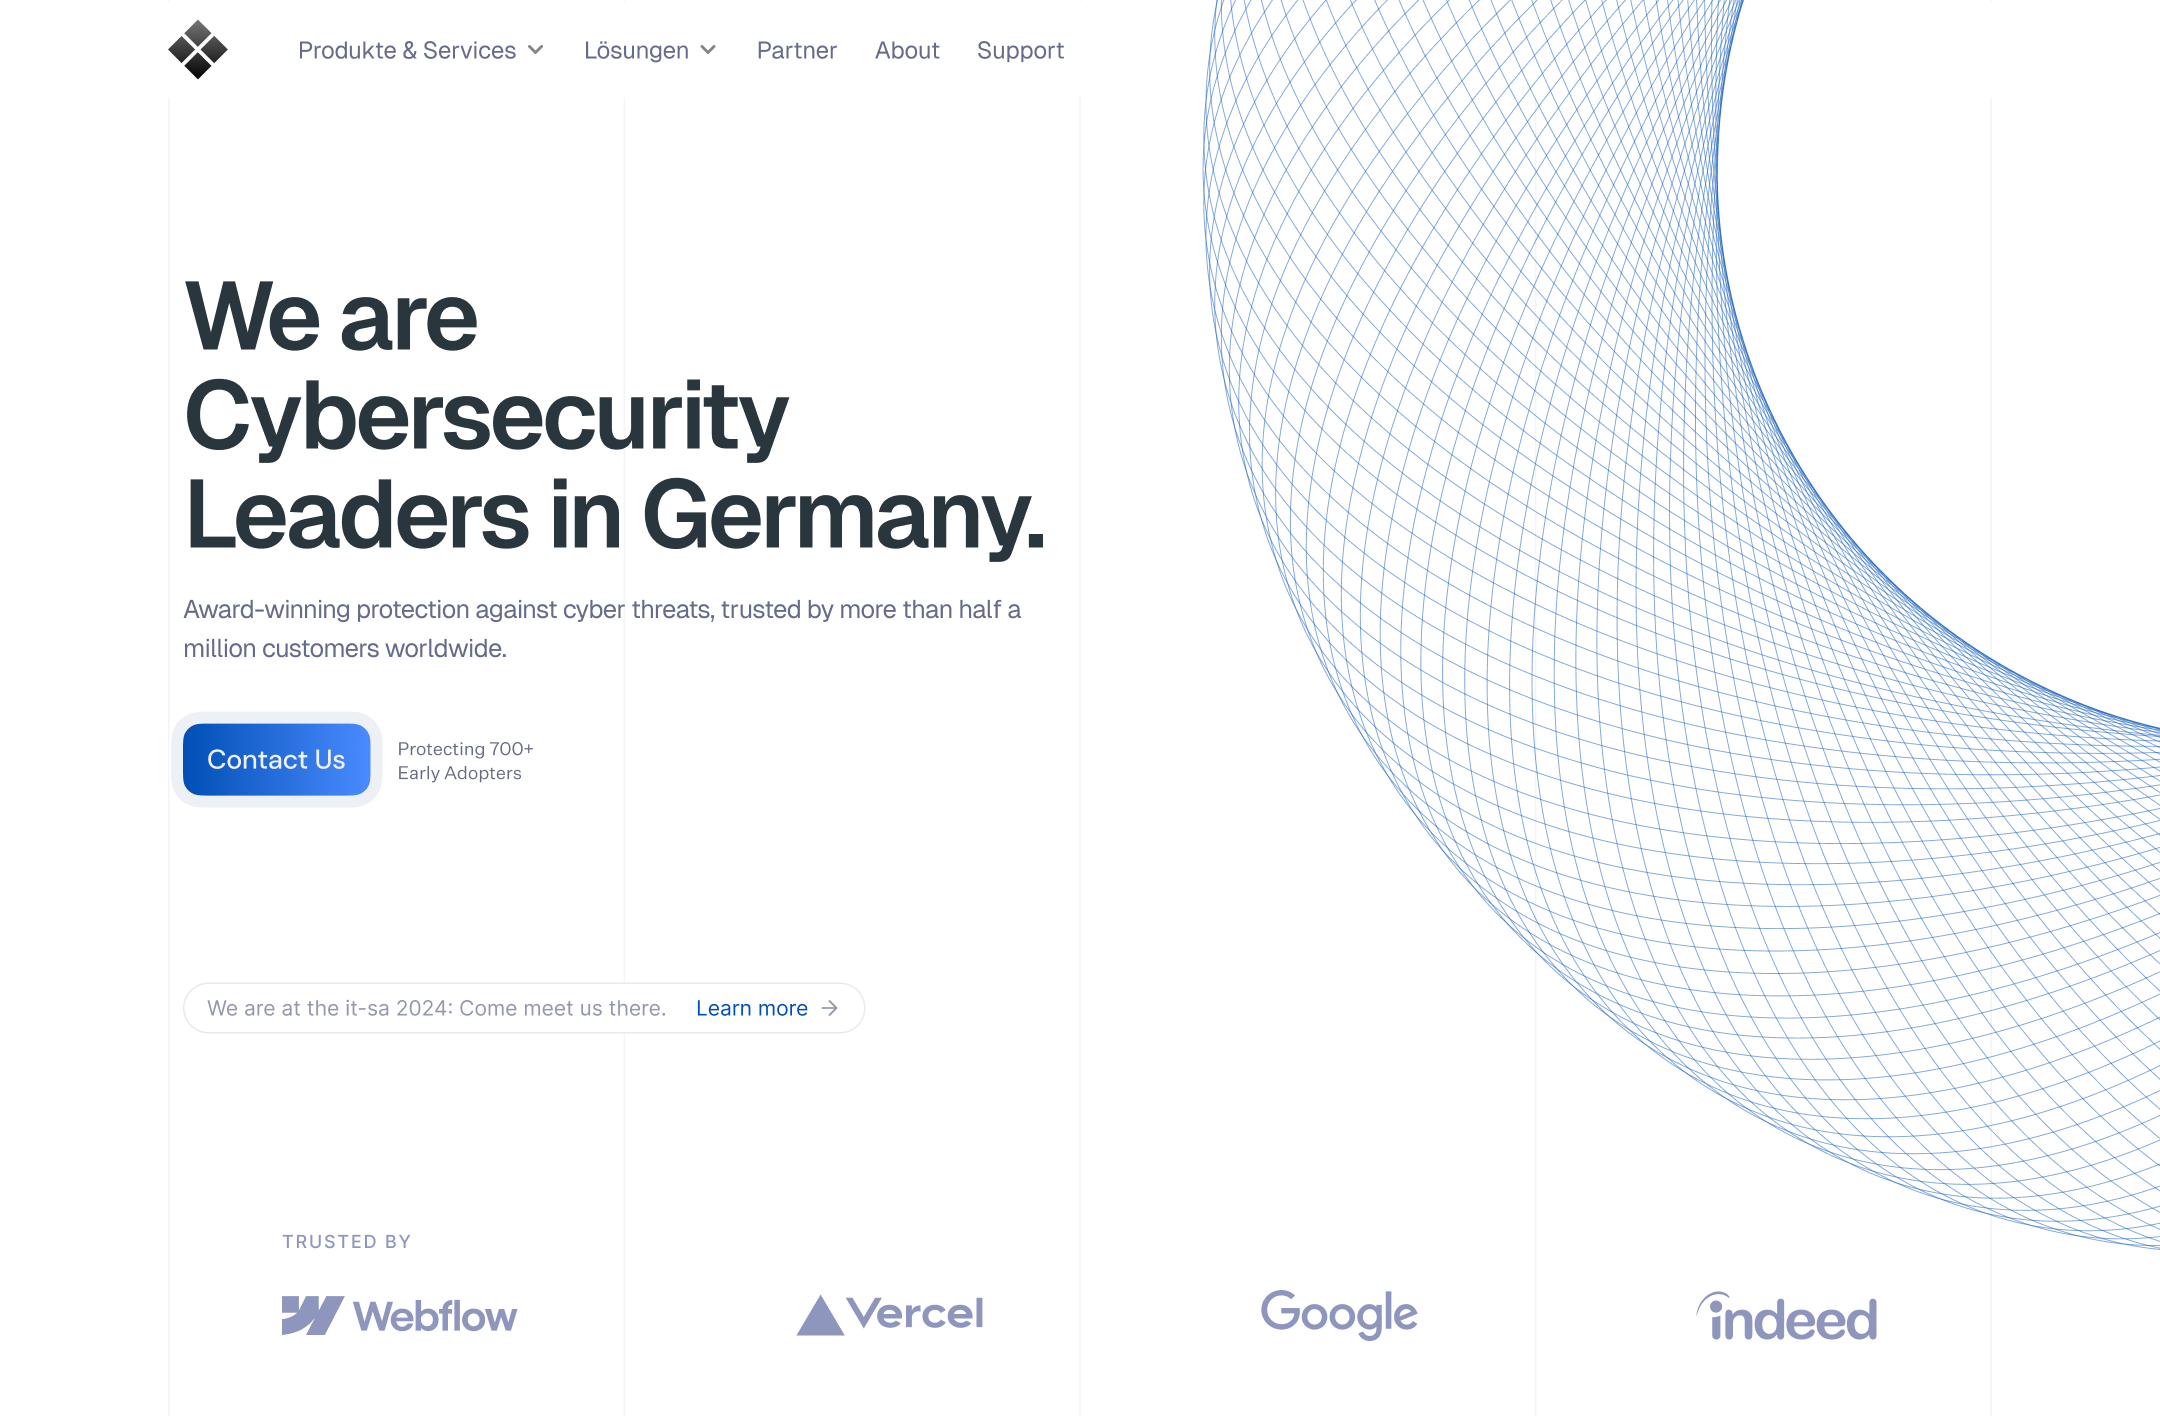 Produkte & Services
Lösungen
Partner
About
Support
We are
Cybersecurity
Leaders in Germany.
Award-winning protection against cyber threats, trusted by more than half a
million customers worldwide.
Contact Us
Protecting 700+
Early Adopters
We are at the it-sa 2024: Come meet us there.
Learn more
TRUSTED BY
Webflow
Vercel
Google
indeed